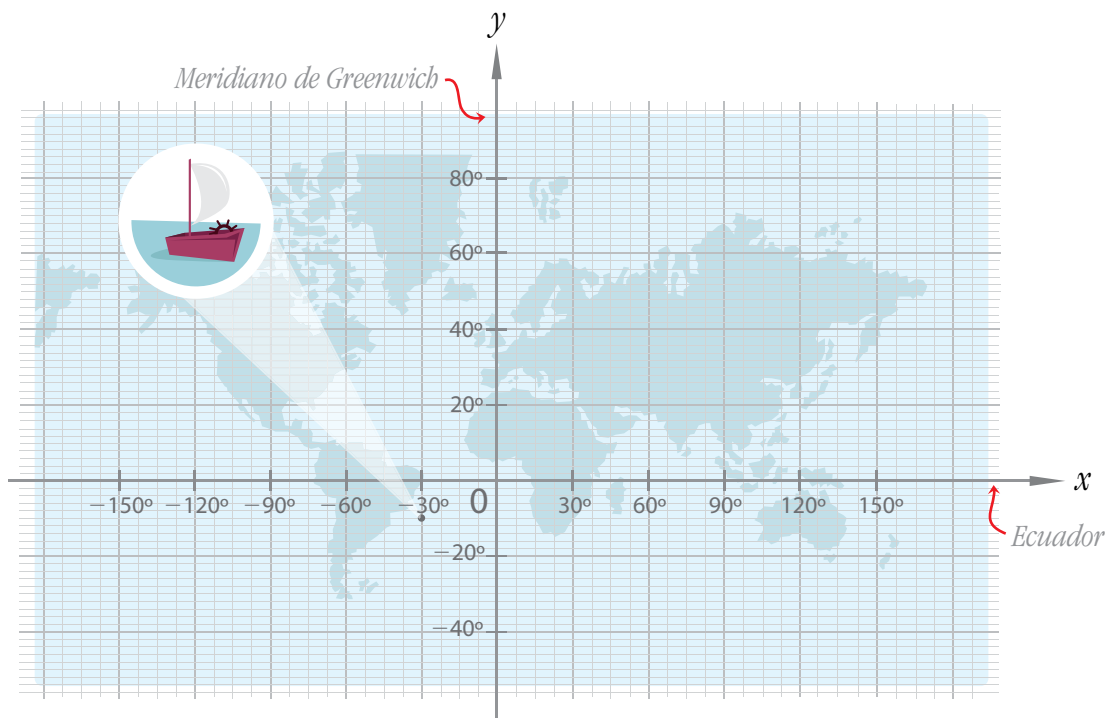 y
Meridiano de Greenwich
80º
60º
40º
20º
−150º −120º −90º −60º −30º 0 30º 60º 90º 120º 150º x
−20º
Ecuador
−40º